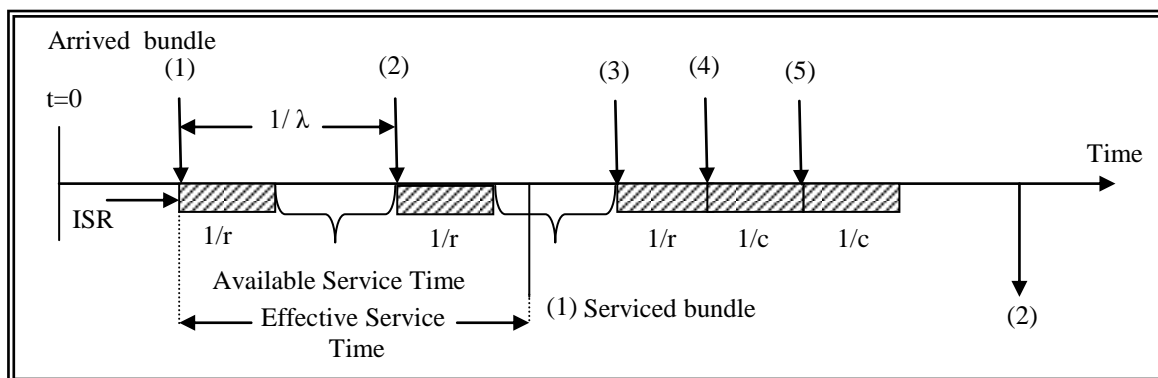 Arrived bundle
(1)
(2)
(3)
(4)
(5)
t=0
1/ λ
Time
ISR
1/r
1/r
1/r
1/c
1/c
Available Service Time
(1) Serviced bundle
Effective Service
Time
(2)